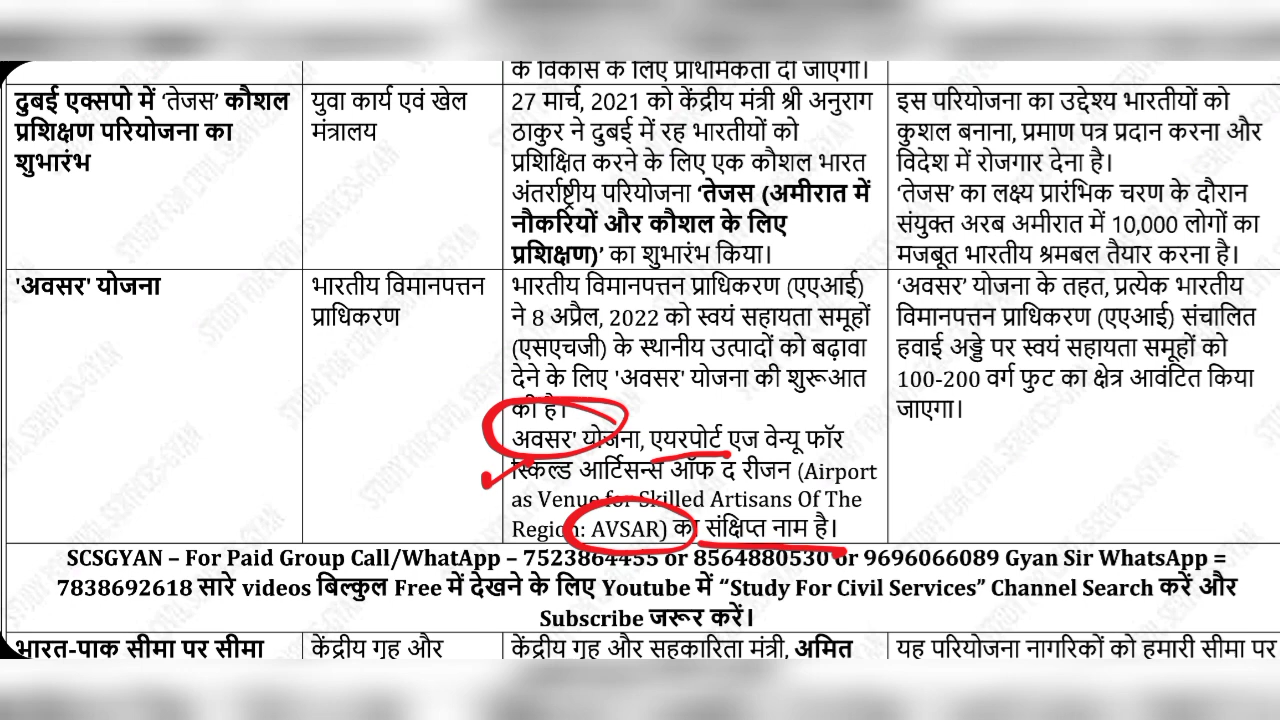 के विकास के लिए प्राथमिकता दी जाएगी।
दुबई एक्सपो में ‘तेजस’ कौशल
प्रशिक्षण परियोजना का
शुभारंभ
युवा कार्य एवं खेल
मंत्रालय
27 मार्च, 2021 को केंद्रीय मंत्री श्री अनुराग
ठाकुर ने दुबई में रह भारतीयों को
प्रशिक्षित करने के लिए एक कौशल भारत
अंतर्राष्ट्रीय परियोजना ‘तेजस (अमीरात में
नौकरियों और कौशल के लिए
प्रशिक्षण)’ का शुभारंभ किया।
इस परियोजना का उद्देश्य भारतीयों को
कुशल बनाना, प्रमाण पत्र प्रदान करना और
विदेश में रोजगार देना है।
‘तेजस’ का लक्ष्य प्रारंभिक चरण के दौरान
संयुक्त अरब अमीरात में 10,000 लोगों का
मजबूत भारतीय श्रमबल तैयार करना है।
'अवसर' योजना
भारतीय विमानपत्तन
प्राधिकरण
भारतीय विमानपत्तन प्राधिकरण (एएआई)
ने 8 अप्रैल, 2022 को स्वयं सहायता समूहों
(एसएचजी) के स्थानीय उत्पादों को बढ़ावा
देने के लिए 'अवसर' योजना की शुरूआत
की है।
अवसर' योजना, एयरपोर्ट एज वेन्यू फॉर
स्किल्ड आर्टिसन्स ऑफ द रीजन (Airport
as Venue for Skilled Artisans Of The
Region: AVSAR) का संक्षिप्त नाम है।
‘अवसर’ योजना के तहत, प्रत्येक भारतीय
विमानपत्तन प्राधिकरण (एएआई) संचालित
हवाई अड्डे पर स्वयं सहायता समूहों को
100-200 वर्ग फुट का क्षेत्र आवंटित किया
जाएगा।
SCSGYAN – For Paid Group Call/WhatApp – 7523864455 or 8564880530 or 9696066089 Gyan Sir WhatsApp =
7838692618 सारे videos बिल्कुल Free में देखने के लिए Youtube में “Study For Civil Services” Channel Search करें और
Subscribe जरूर करें।
भारत-पाक सीमा पर सीमा
केंद्रीय गृह और
केंद्रीय गृह और सहकारिता मंत्री, अमित
यह परियोजना नागरिकों को हमारी सीमा पर